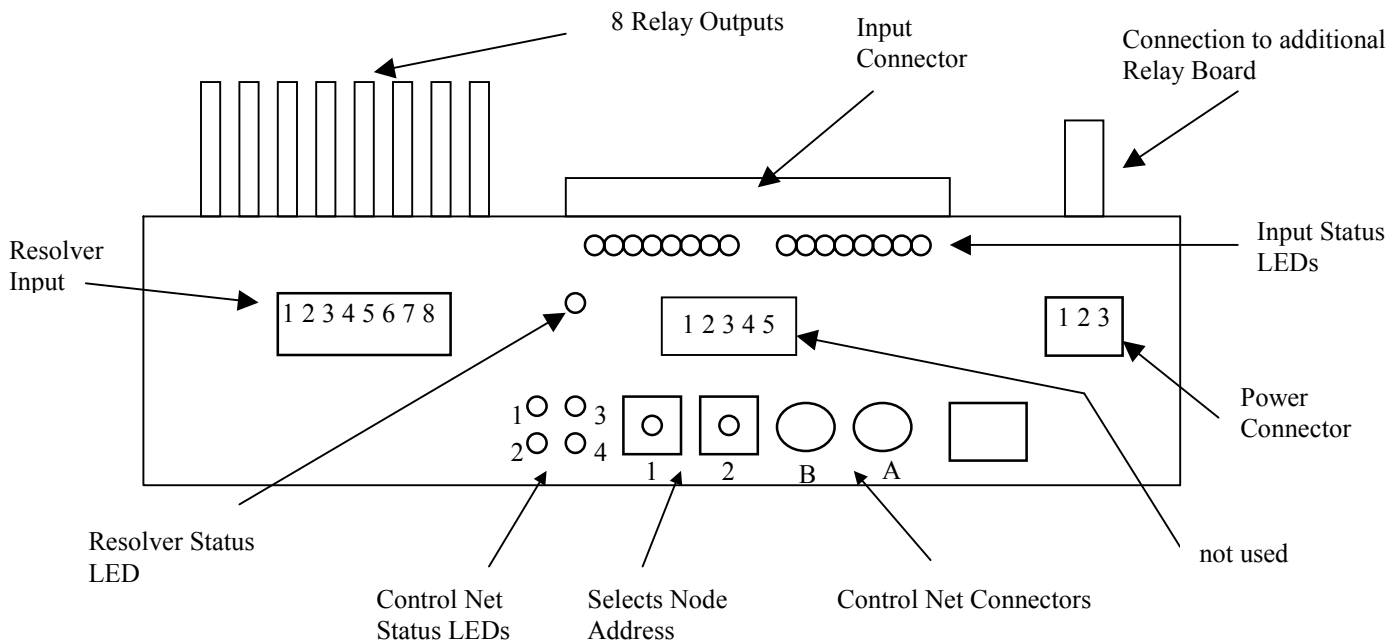 8 Relay Outputs
Input
Connector
Connection to additional
Relay Board
Resolver
Input
Input Status
LEDs
1 2 3 4 5 6 7 8
1 2 3 4 5
1 2 3
1
3
2
4
1
2
B
A
Power
Connector
Resolver Status
LED
not used
Control Net
Status LEDs
Selects Node
Address
Control Net Connectors